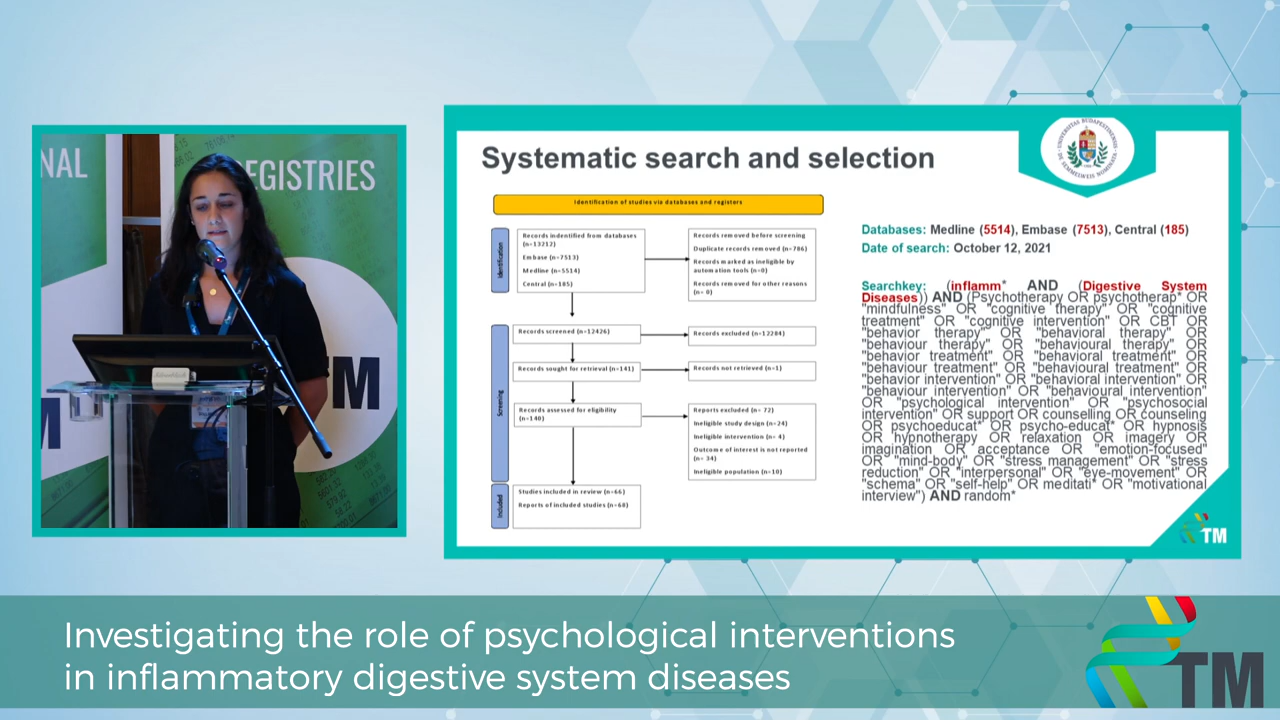 NAL
EGISTRIES
TM
Systematic search and selection
Identification of studies via databases and registers
Identification
Records indentified from databases
(n=13212)
Embase (n=7513)
Medline (n=5514)
Central (n=185)
Records removed before screening
Duplicate records removed (n=786)
Records marked as ineligible by
automation tools (n=0)
Records removed for other reasons
(n= 0)
Screening
Records screened (n=12426)
Records excluded (n=12284)
Records sought for retrieval (n=141)
Records not retrieved (n=1)
Records assessed for eligibility
(n=140)
Reports excluded (n= 72)
Ineligible study design (n=24)
Ineligible intervention (n= 4)
Outcome of interest is not reported
(n= 34)
Ineligible population (n=10)
Included
Studies included in review (n=66)
Reports of included studies (n=68)
Databases: Medline (5514), Embase (7513), Central (185)
Date of search: October 12, 2021
Searchkey: (inflamm* AND (Digestive System
Diseases)) AND (Psychotherapy OR psychotherap* OR
"mindfulness" OR "cognitive therapy" OR "cognitive
treatment" OR "cognitive intervention" OR CBT OR
"behavior therapy" OR "behavioral therapy" OR
"behaviour therapy" OR "behavioural therapy" OR
"behavior treatment" OR "behavioral treatment" OR
"behaviour treatment" OR "behavioural treatment" OR
"behavior intervention" OR "behavioral intervention" OR
"behaviour intervention" OR "behavioural intervention"
OR "psychological intervention" OR "psychosocial
intervention" OR support OR counselling OR counseling
OR psychoeducat* OR psycho-educat* OR hypnosis
OR "hypnotherapy OR relaxation OR imagery OR
imagination OR acceptance OR "emotion-focused"
OR "mind-body" OR "stress management" OR "stress
reduction" OR "interpersonal" OR "eye-movement" OR
"schema" OR "self-help" OR meditati* OR "motivational
interview") AND random*
TM
Investigating the role of psychological interventions
in inflammatory digestive system diseases
TM